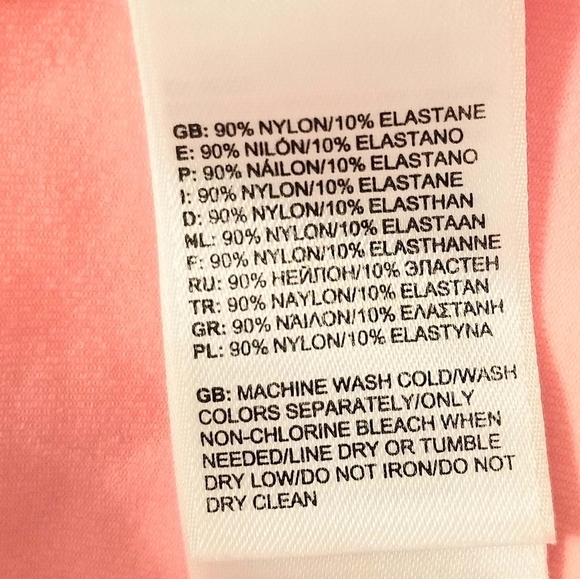 GB: 90% NYLON/10% ELASTANE
E: 90% NILÓN/10% ELASTANO
P: 90% NÁILON/10% ELASTANO
I: 90% NYLON/10% ELASTANE
D: 90% NYLON/10% ELASTHAN
NL: 90% NYLON/10% ELASTAAN
F: 90% NYLON/10% ELASTHANNE
RU: 90% НЕЙЛОН/10% ЭЛАСТЕН
TR: 90% NAYLON/10% ELASTAN
GR: 90% ΝΆΙΛΟΝ/10% ΕΛΑΣΤΑΝΗ
PL: 90% NYLON/10% ELASTYNA
GB: MACHINE WASH COLD/WASH
COLORS SEPARATELY/ONLY
NON-CHLORINE BLEACH WHEN
NEEDED/LINE DRY OR TUMBLE
DRY LOW/DO NOT IRON/DO NOT
DRY CLEAN